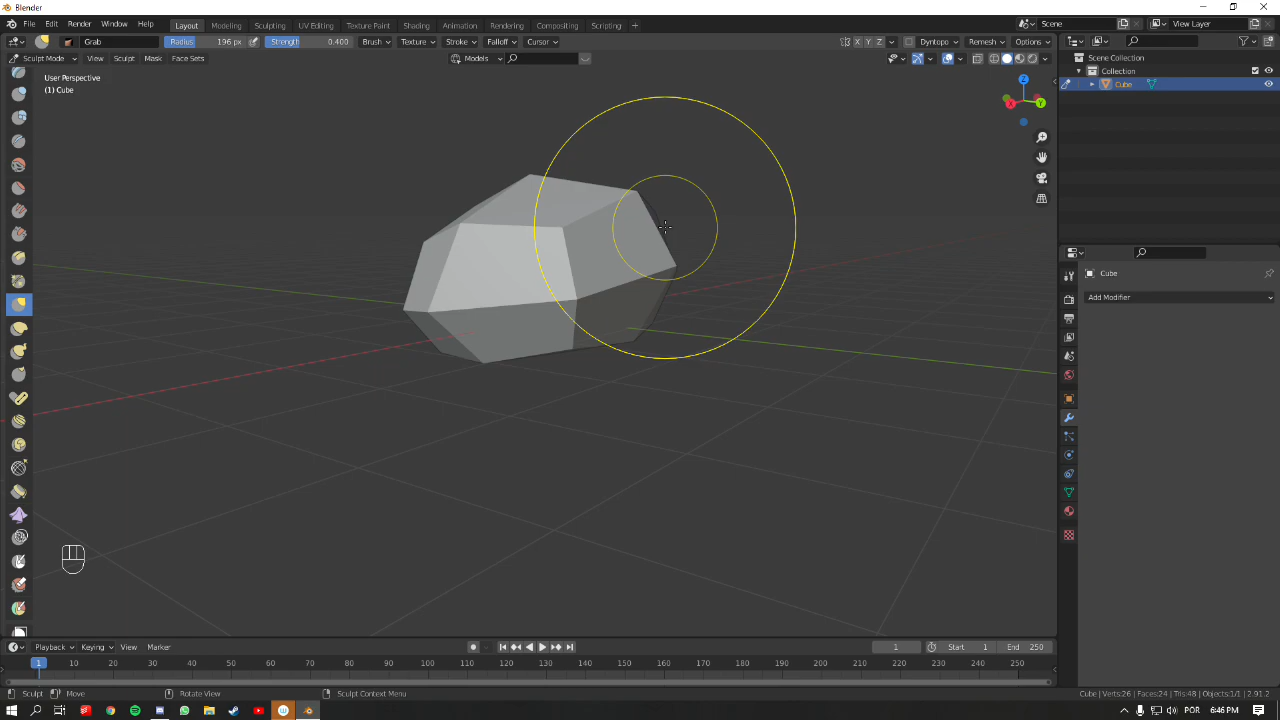 Blender
File Edit Render Window Help Layout Modeling Sculpting UV Editing Texture Paint Shading Animation Rendering Compositing Scripting + Scene View Layer
Grab Radius 196 px Strength 0.400 Brush Texture Stroke Falloff Cursor X Y Z Dyntopo Remesh Options
Sculpt Mode View Sculpt Mask Face Sets Models Scene Collection
Collection
User Perspective
(1) Cube
Cube
Z
X Y
Cube
Add Modifier
Playback Keying View Marker 1 Start 1 End 250
1 10 20 30 40 50 60 70 80 90 100 110 120 130 140 150 160 170 180 190 200 210 220 230 240 250
Sculpt Move Rotate View Sculpt Context Menu Cube | Verts:26 | Faces:24 | Tris:48 | Objects:1/1 | 2.91.2
POR 6:46 PM